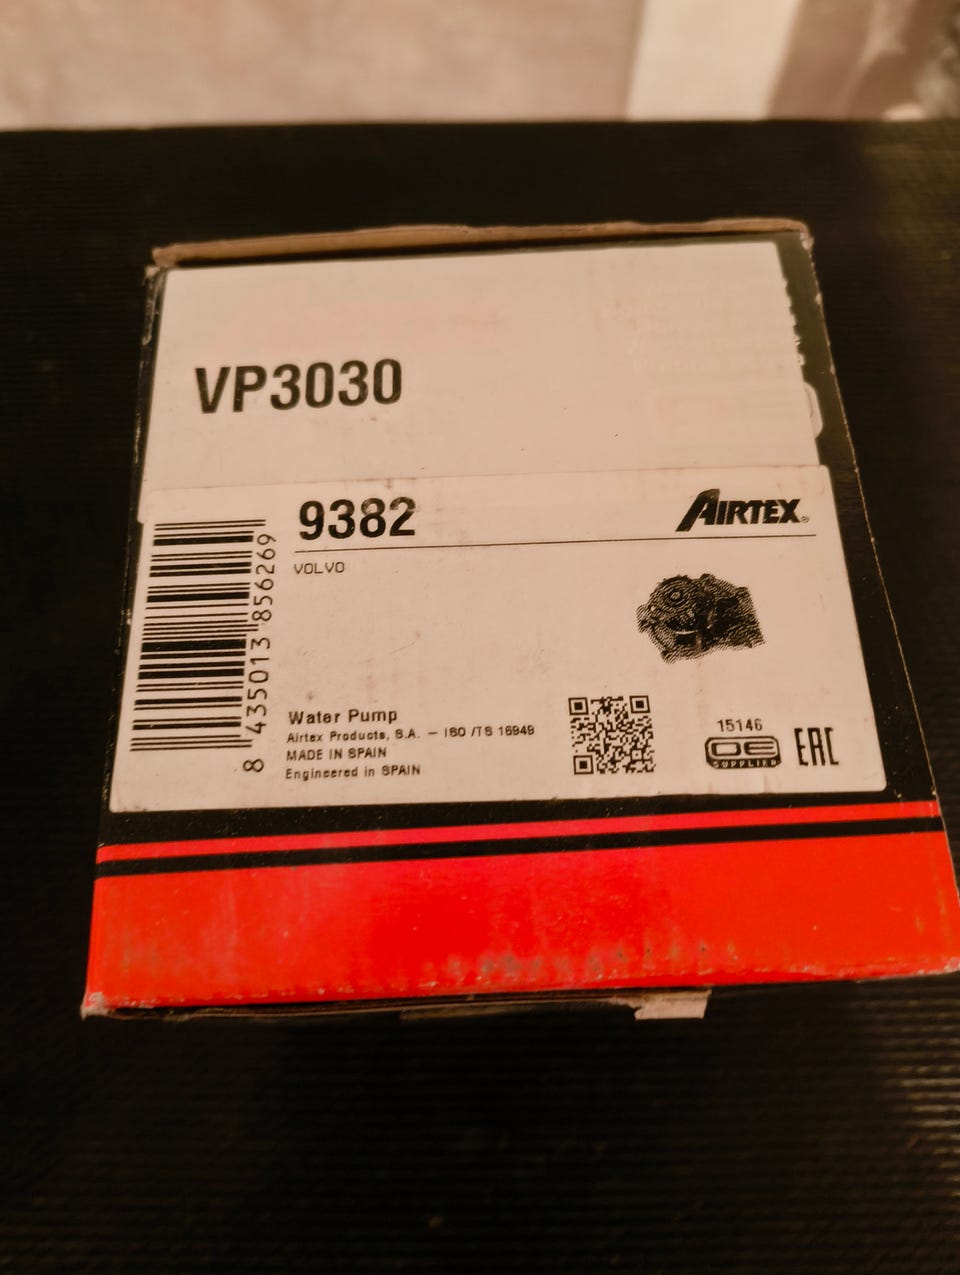 VP3030
9382
AIRTEX®
VOLVO
8 435013 856269
Water Pump
Airtex Products, S.A. – ISO /TS 16949
MADE IN SPAIN
Engineered in SPAIN
15146
OE
SUPPLIER
EAC